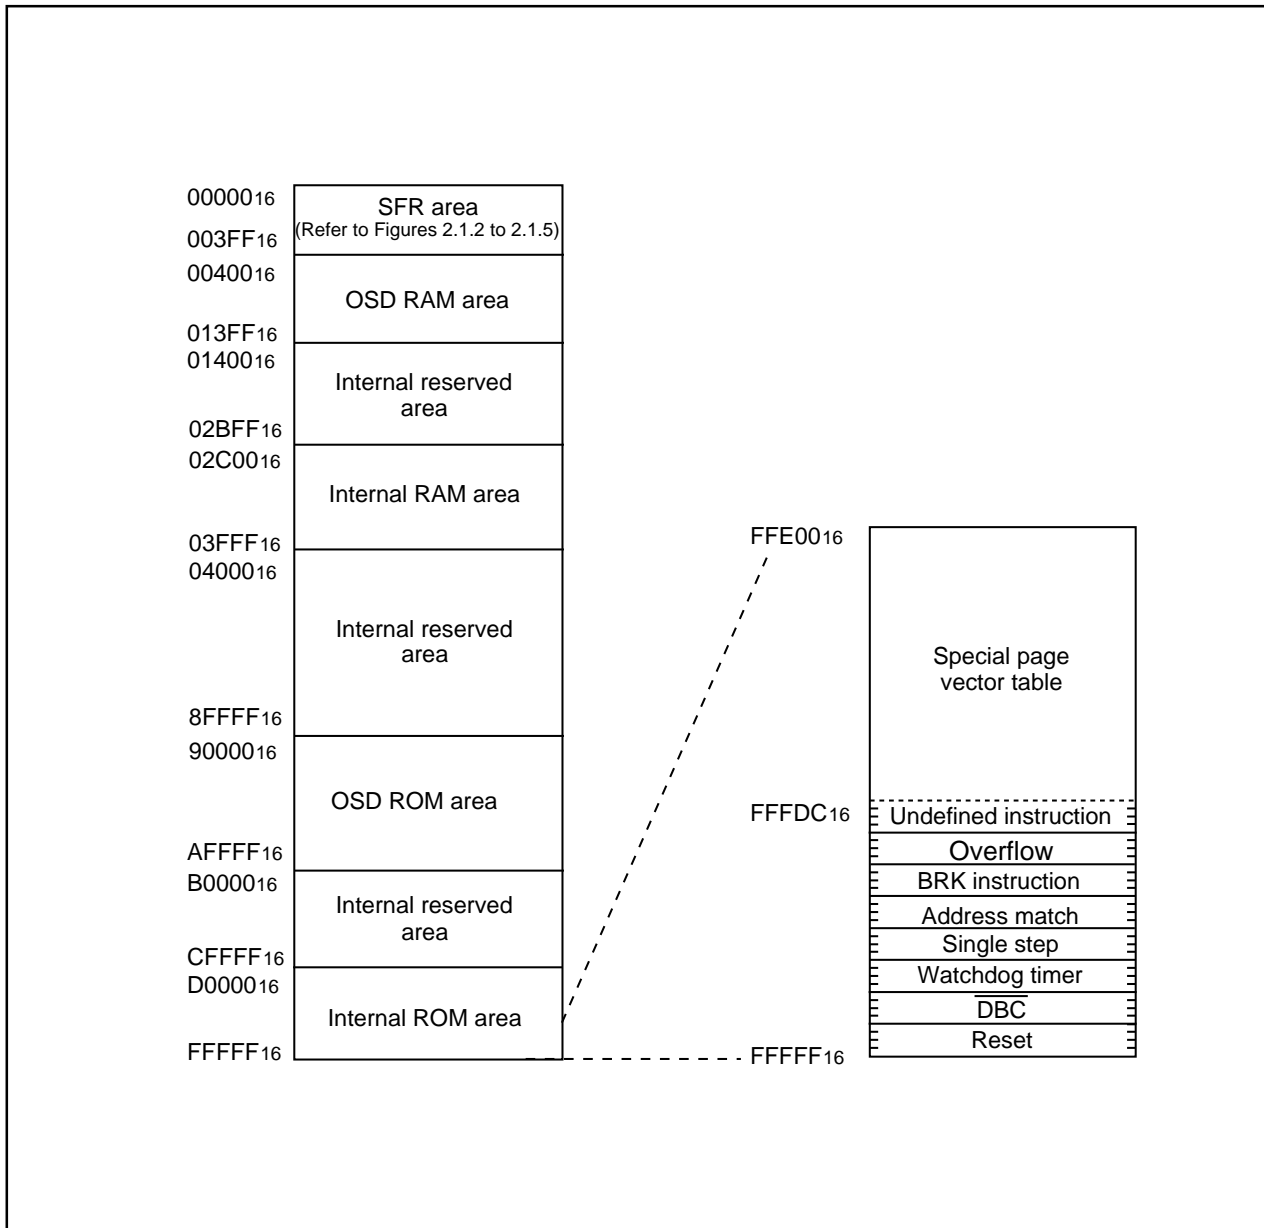 0000016
SFR area
(Refer to Figures 2.1.2 to 2.1.5)
003FF16
0040016
OSD RAM area
013FF16
0140016
Internal reserved
area
02BFF16
02C0016
Internal RAM area
03FFF16
0400016
Internal reserved
area
8FFFF16
9000016
OSD ROM area
AFFFF16
B000016
Internal reserved
area
CFFFF16
D000016
Internal ROM area
FFFFF16
FFE0016
Special page
vector table
FFFDC16
Undefined instruction
Overflow
BRK instruction
Address match
Single step
Watchdog timer
DBC
Reset
FFFFF16